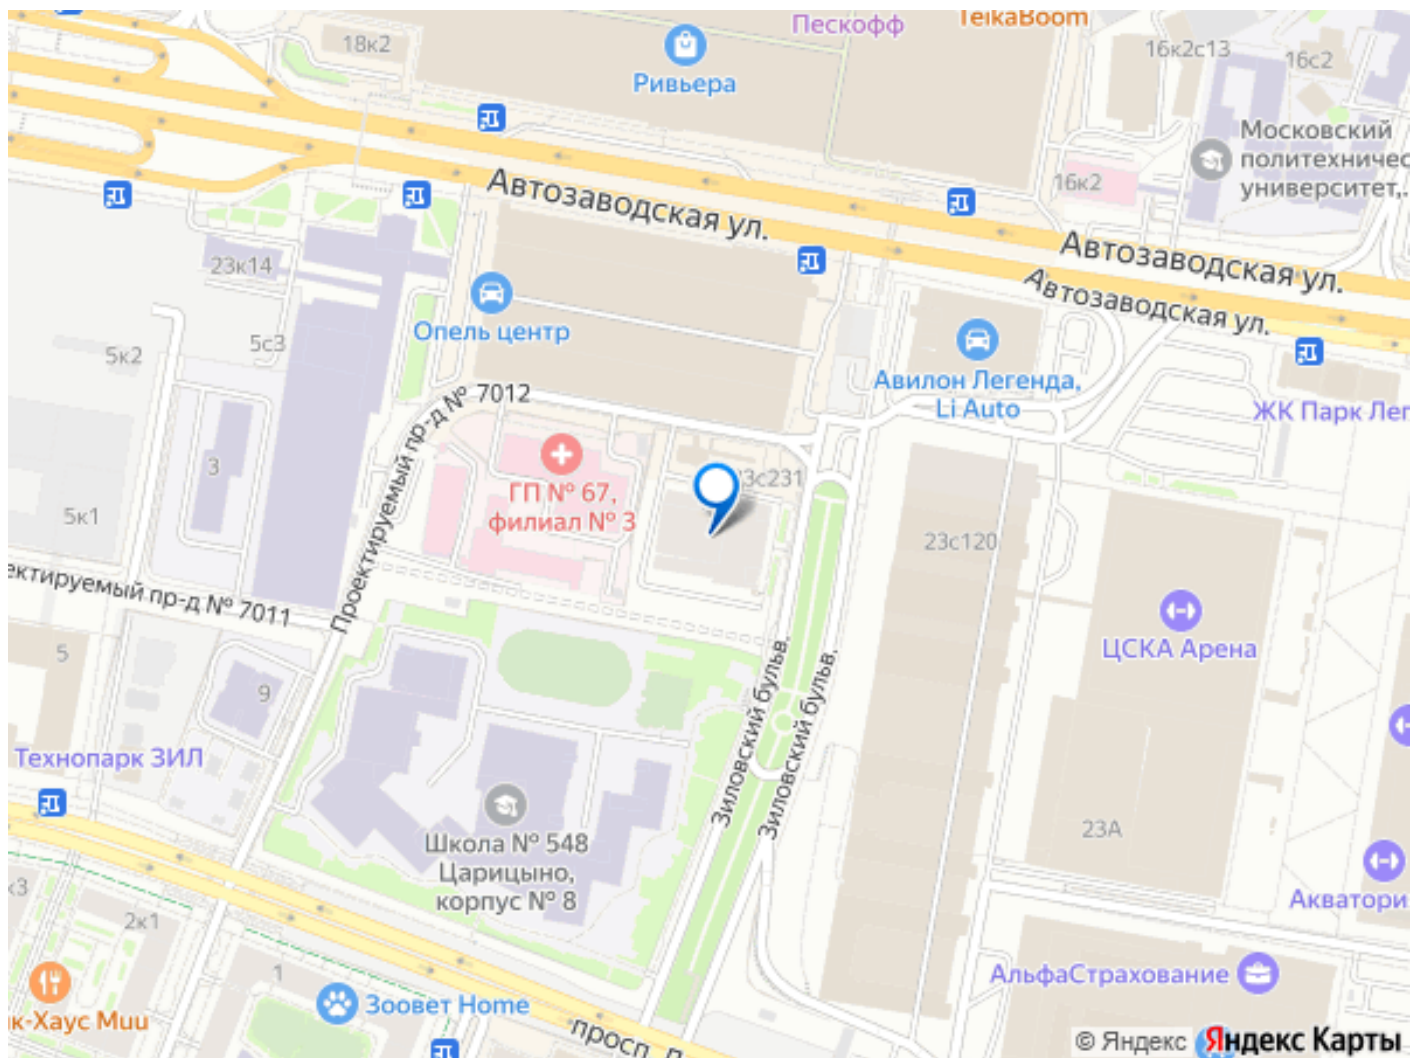 Пескофф
TeikaBoom
18к2
Ривьера
16к2с13
16с2
Московский
политехничес
университет,.
16к2
Автозаводская ул.
Автозаводская ул.
Автозаводская ул.
23к14
Опель центр
5с3
5к2
Авилон Легенда,
Li Auto
ЖК Парк Лег
Проектируемый пр-д № 7012
3
ГП № 67,
филиал № 3
3с231
5к1
23с120
ектируемый пр-д № 7011
ЦСКА Арена
5
9
Зиловский бульв.
Зиловский бульв.
Технопарк ЗИЛ
Школа № 548
Царицыно,
корпус № 8
23А
к3
2к1
Акватори
1
АльфаСтрахование
Зоовет Home
к-Хаус Muu
просп. Л
© Яндекс Яндекс Карты